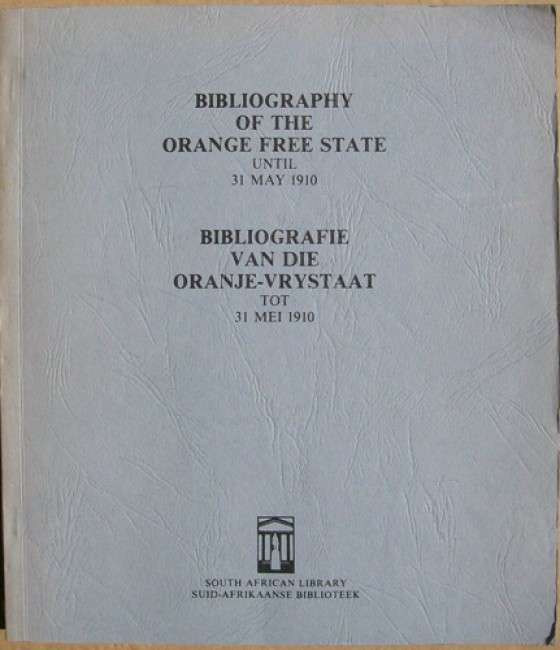 BIBLIOGRAPHY
OF THE
ORANGE FREE STATE
UNTIL
31 MAY 1910
BIBLIOGRAFIE
VAN DIE
ORANJE-VRYSTAAT
TOT
31 MEI 1910
SOUTH AFRICAN LIBRARY
SUID-AFRIKAANSE BIBLIOTEEK